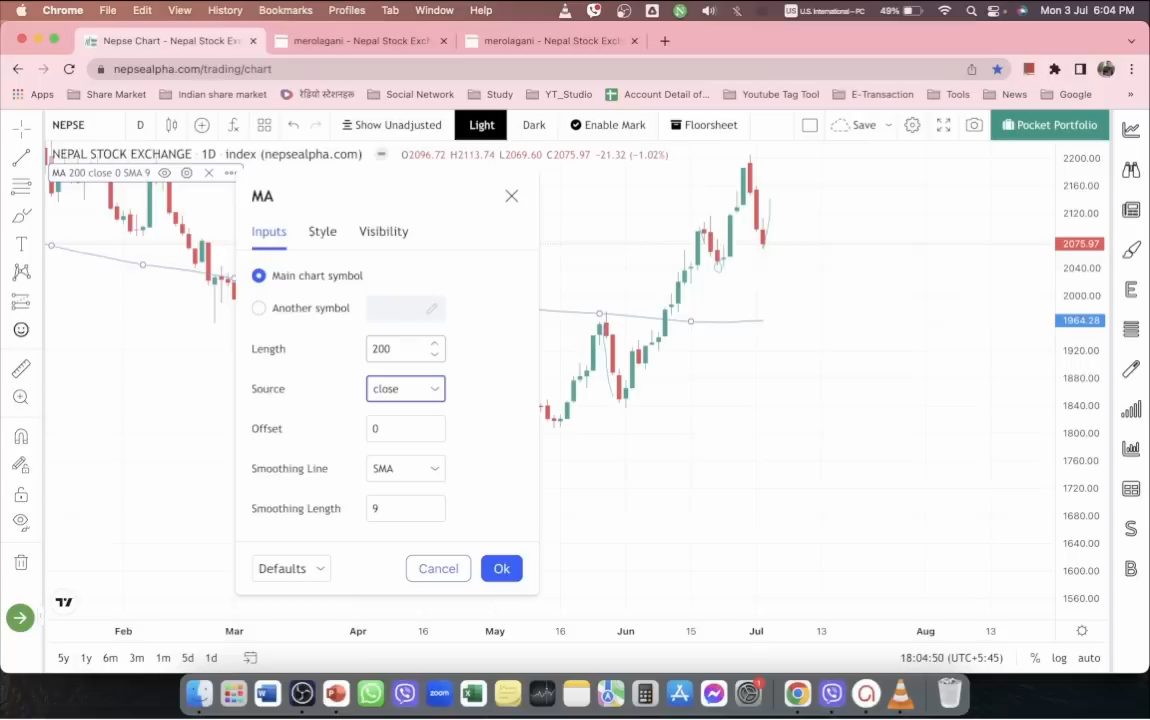 Chrome File Edit View History Bookmarks Profiles Tab Window Help U.S. International – PC 49% Mon 3 Jul 6:04 PM
Nepse Chart - Nepal Stock Ex merolagani - Nepal Stock Exch merolagani - Nepal Stock Exch
nepsealpha.com/trading/chart
Apps Share Market Indian share market रेडियो स्टेशनहरू Social Network Study YT_Studio Account Detail of... Youtube Tag Tool E-Transaction Tools News Google »
NEPSE D Show Unadjusted Light Dark Enable Mark Floorsheet Save Pocket Portfolio
NEPAL STOCK EXCHANGE · 1D · index (nepsealpha.com) O2096.72 H2113.74 L2069.60 C2075.97 -21.32 (-1.02%)
MA 200 close 0 SMA 9
MA
Inputs Style Visibility
Main chart symbol
Another symbol
Length 200
Source close
Offset 0
Smoothing Line SMA
Smoothing Length 9
Defaults Cancel Ok
2200.00
2160.00
2120.00
2075.97
2040.00
2000.00
1964.28
1920.00
1880.00
1840.00
1800.00
1760.00
1720.00
1680.00
1640.00
1600.00
1560.00
E
S
B
Feb Mar Apr 16 May 16 Jun 15 Jul 13 Aug 13
5y 1y 6m 3m 1m 5d 1d 18:04:50 (UTC+5:45) % log auto
zoom
1